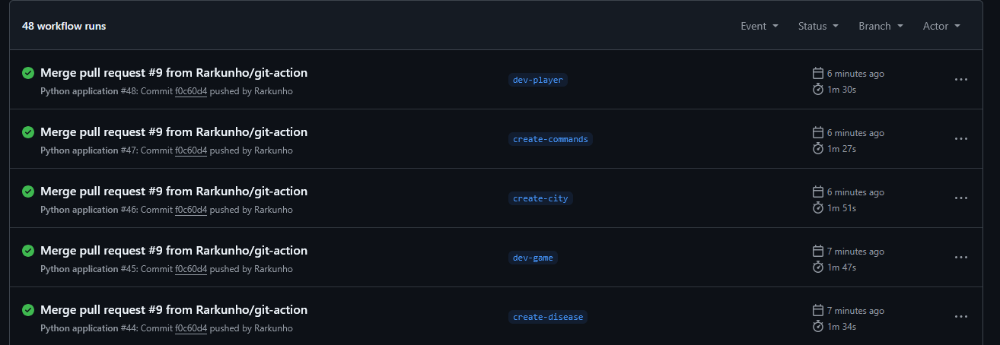 48 workflow runs
Event Status Branch Actor
Merge pull request #9 from Rarkunho/git-action
Python application #48: Commit f0c60d4 pushed by Rarkunho
dev-player
6 minutes ago
1m 30s
Merge pull request #9 from Rarkunho/git-action
Python application #47: Commit f0c60d4 pushed by Rarkunho
create-commands
6 minutes ago
1m 27s
Merge pull request #9 from Rarkunho/git-action
Python application #46: Commit f0c60d4 pushed by Rarkunho
create-city
6 minutes ago
1m 51s
Merge pull request #9 from Rarkunho/git-action
Python application #45: Commit f0c60d4 pushed by Rarkunho
dev-game
7 minutes ago
1m 47s
Merge pull request #9 from Rarkunho/git-action
Python application #44: Commit f0c60d4 pushed by Rarkunho
create-disease
7 minutes ago
1m 34s